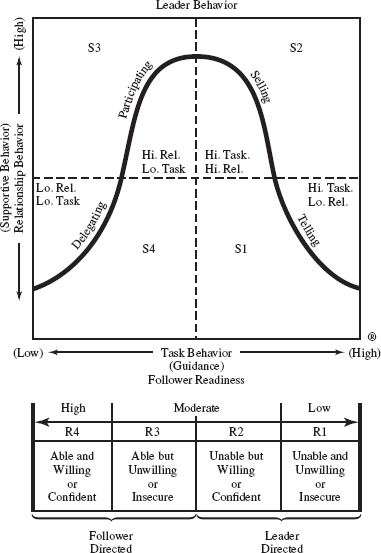 Leader Behavior
(High)
S3
S2
Participating
Selling
(Supportive Behavior)
Relationship Behavior
Hi. Rel.
Lo. Task
Hi. Task.
Hi. Rel.
Lo. Rel.
Lo. Task
Hi. Task.
Lo. Rel.
Delegating
Telling
S4
S1
®
(Low)
Task Behavior
(High)
(Guidance)
Follower Readiness
High
Moderate
Low
R4
R3
R2
R1
Able and
Willing
or
Confident
Able but
Unwilling
or
Insecure
Unable but
Willing
or
Confident
Unable and
Unwilling
or
Insecure
Follower
Directed
Leader
Directed